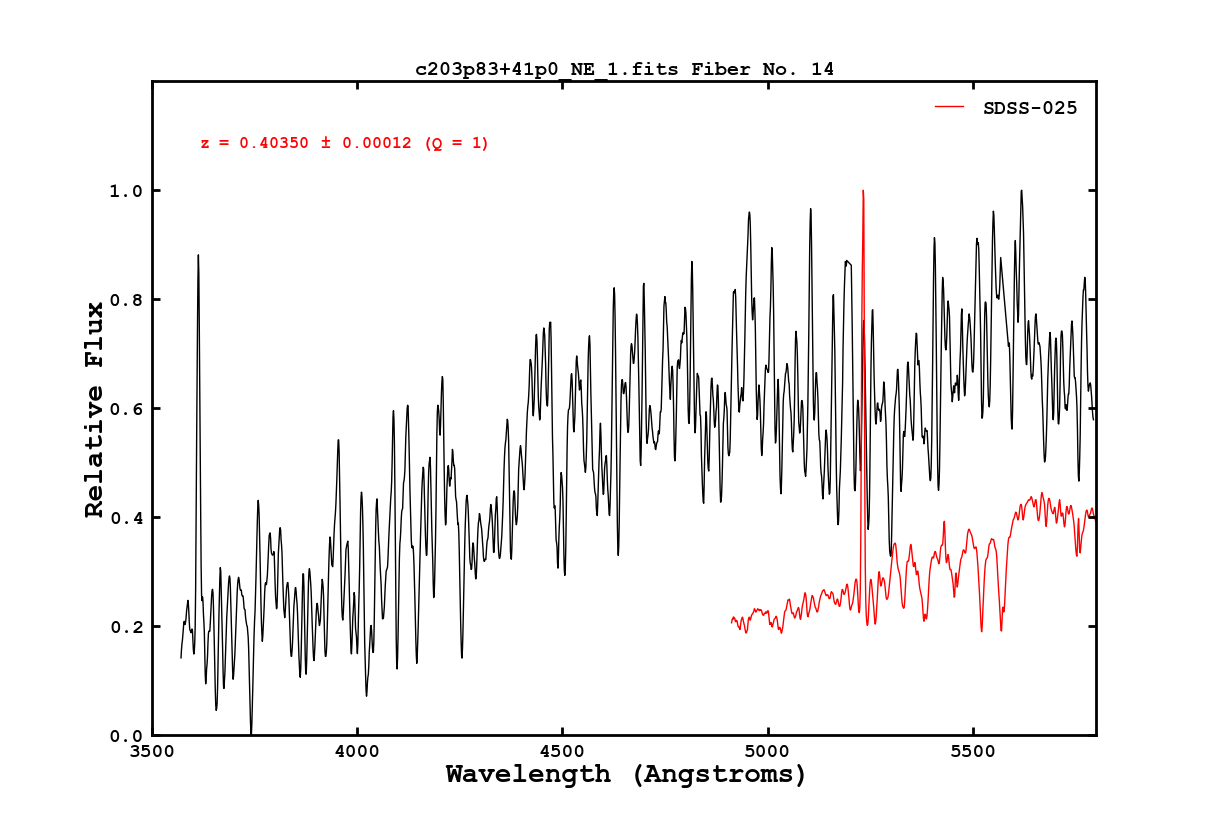 c203p83+41p0_NE_1.fits Fiber No. 14
SDSS-025
z = 0.40350 ± 0.00012 (Q = 1)
1.0
0.8
0.6
0.4
0.2
0.0
Relative Flux
3500 4000 4500 5000 5500
Wavelength (Angstroms)